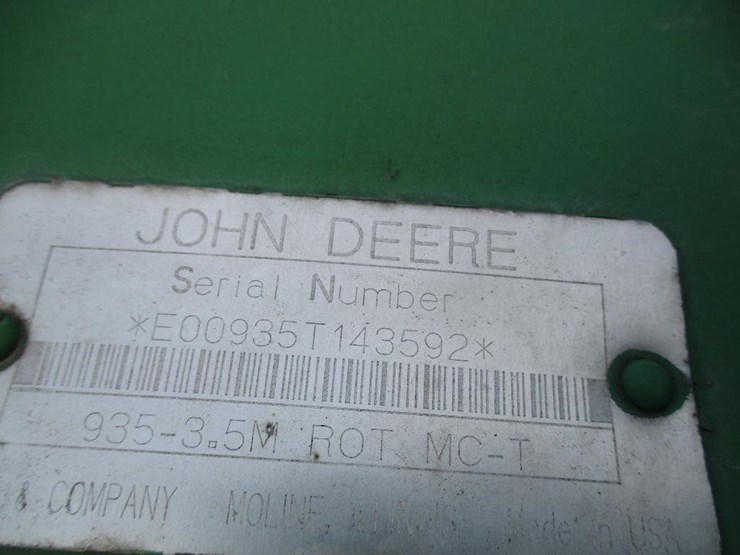 JOHN DEERE
Serial Number
*E00935T143592*
935-3.5M ROT MC-T
& COMPANY MOLINE, Made in USA